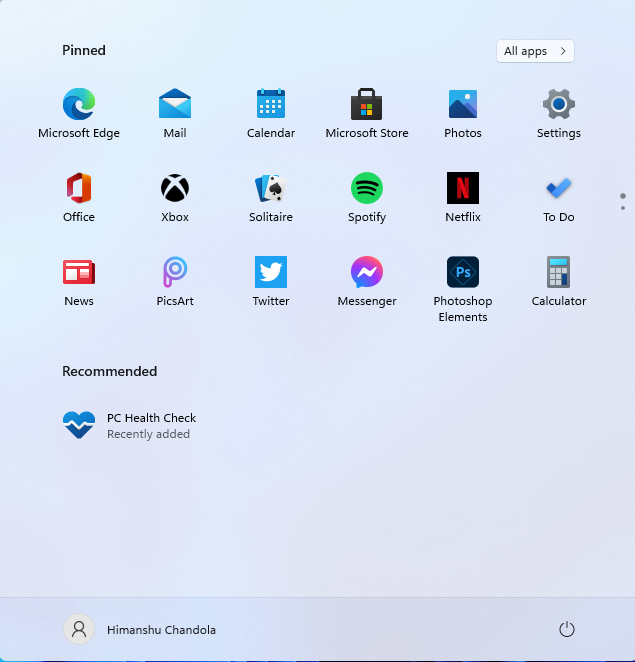 Pinned
All apps
Microsoft Edge
Mail
Calendar
Microsoft Store
Photos
Settings
Office
Xbox
Solitaire
Spotify
Netflix
To Do
News
PicsArt
Twitter
Messenger
Ps
Photoshop
Elements
Calculator
Recommended
PC Health Check
Recently added
Himanshu Chandola